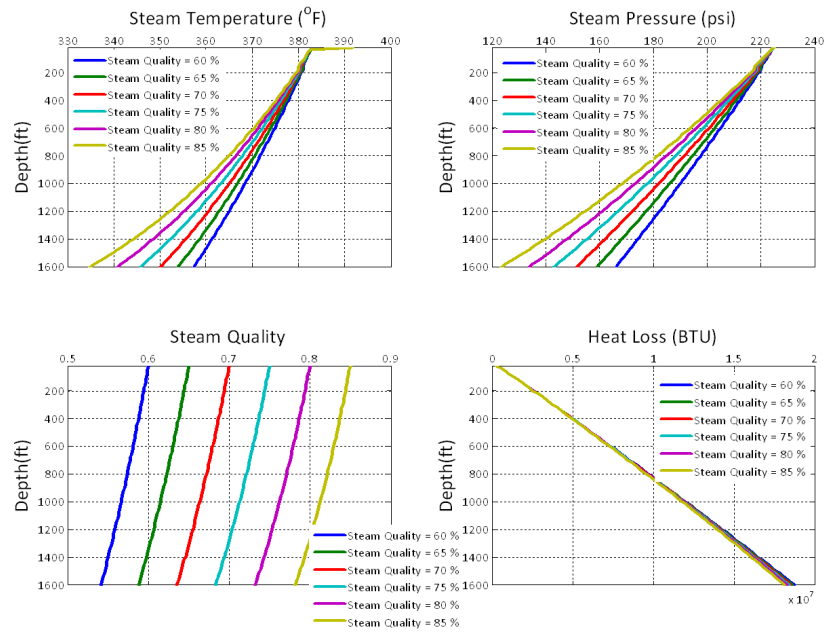 Steam Temperature (°F)
330 340 350 360 370 380 390 400
Steam Quality = 60 %
Steam Quality = 65 %
Steam Quality = 70 %
Steam Quality = 75 %
Steam Quality = 80 %
Steam Quality = 85 %
200
400
600
800
1000
1200
1400
1600
Depth(ft)
Steam Pressure (psi)
120 140 160 180 200 220 240
Steam Quality = 60 %
Steam Quality = 65 %
Steam Quality = 70 %
Steam Quality = 75 %
Steam Quality = 80 %
Steam Quality = 85 %
200
400
600
800
1000
1200
1400
1600
Depth(ft)
Steam Quality
0.5 0.6 0.7 0.8 0.9
200
400
600
800
1000
1200
1400
1600
Depth(ft)
Steam Quality = 60 %
Steam Quality = 65 %
Steam Quality = 70 %
Steam Quality = 75 %
Steam Quality = 80 %
Steam Quality = 85 %
Heat Loss (BTU)
0 0.5 1 1.5 2
Steam Quality = 60 %
Steam Quality = 65 %
Steam Quality = 70 %
Steam Quality = 75 %
Steam Quality = 80 %
Steam Quality = 85 %
200
400
600
800
1000
1200
1400
1600
Depth(ft)
x 10⁷